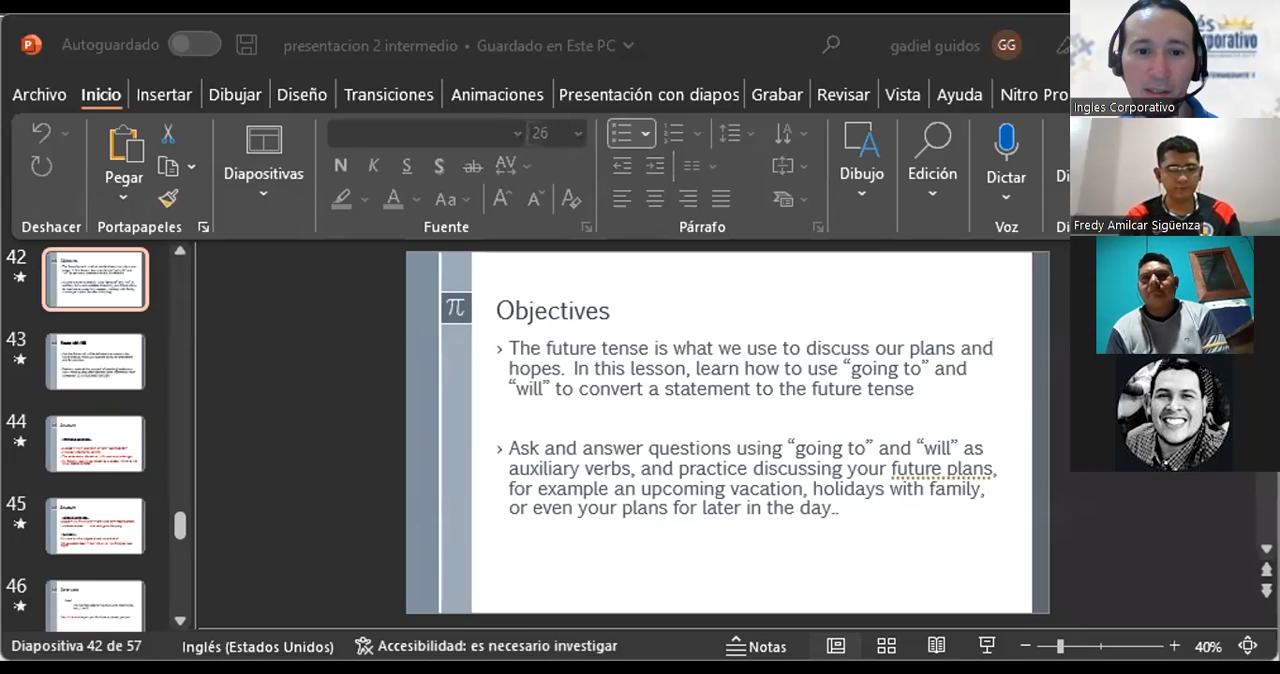 Autoguardado
presentacion 2 intermedio • Guardado en Este PC
gadiel guidos
GG
Archivo Inicio Insertar Dibujar Diseño Transiciones Animaciones Presentación con diapos Grabar Revisar Vista Ayuda Nitro Pro
26
Pegar
Diapositivas
Dibujo
Edición
Dictar
N K S S ab AV
A Aa A A
Deshacer
Portapapeles
Fuente
Párrafo
Voz
Ingles Corporativo
Fredy Amilcar Sigüenza
42
43
44
45
46
π
Objectives
› The future tense is what we use to discuss our plans and
hopes. In this lesson, learn how to use “going to” and
“will” to convert a statement to the future tense
› Ask and answer questions using “going to” and “will” as
auxiliary verbs, and practice discussing your future plans,
for example an upcoming vacation, holidays with family,
or even your plans for later in the day..
Diapositiva 42 de 57
Inglés (Estados Unidos)
Accesibilidad: es necesario investigar
Notas
40%